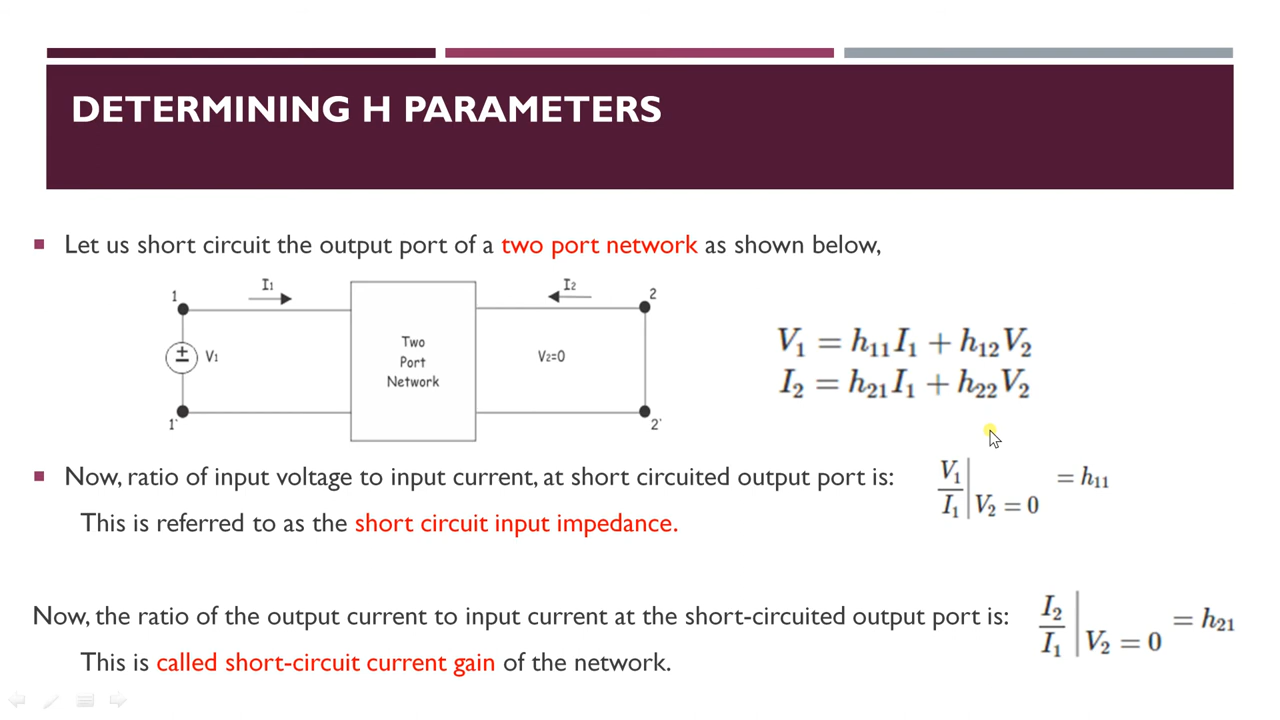 DETERMINING H PARAMETERS
Let us short circuit the output port of a two port network as shown below,
I₁
I₂
1
2
V₁
Two
Port
Network
V₂=0
1'
2'
V₁ = h₁₁I₁ + h₁₂V₂
I₂ = h₂₁I₁ + h₂₂V₂
Now, ratio of input voltage to input current, at short circuited output port is:
V₁/I₁ | V₂ = 0 = h₁₁
This is referred to as the short circuit input impedance.
Now, the ratio of the output current to input current at the short-circuited output port is:
I₂/I₁ | V₂ = 0 = h₂₁
This is called short-circuit current gain of the network.